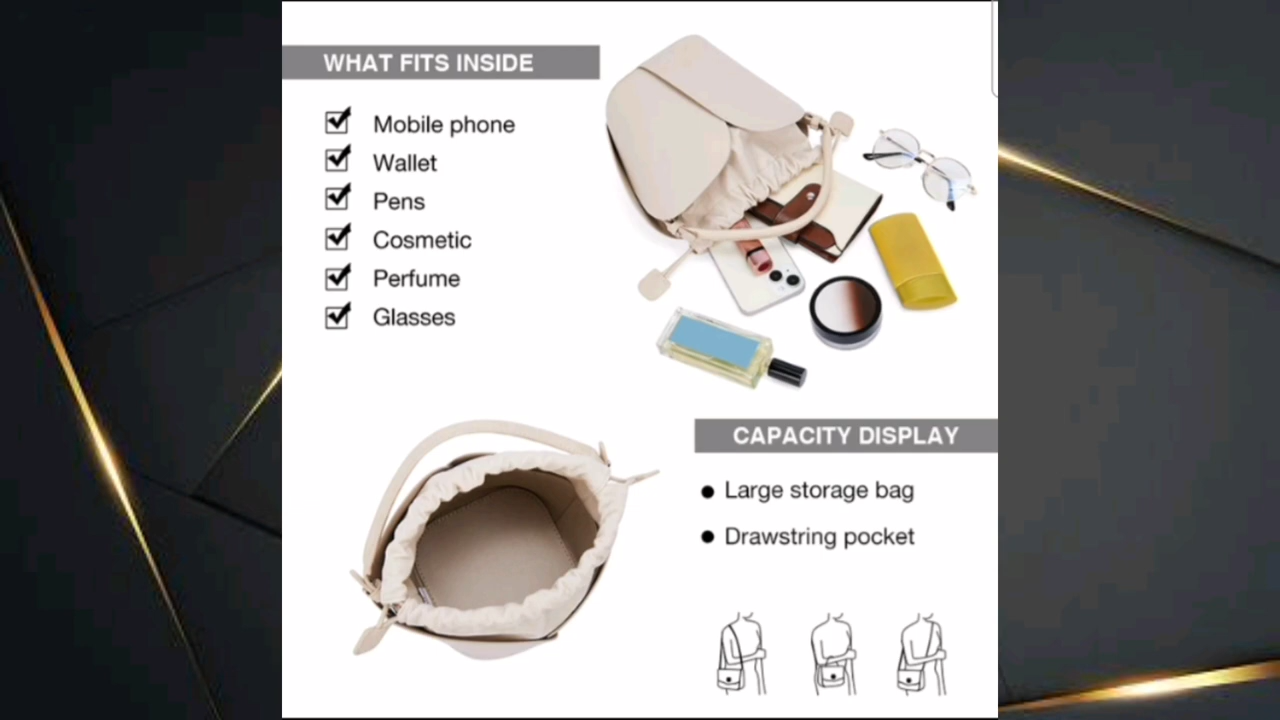 WHAT FITS INSIDE
Mobile phone
Wallet
Pens
Cosmetic
Perfume
Glasses
CAPACITY DISPLAY
Large storage bag
Drawstring pocket